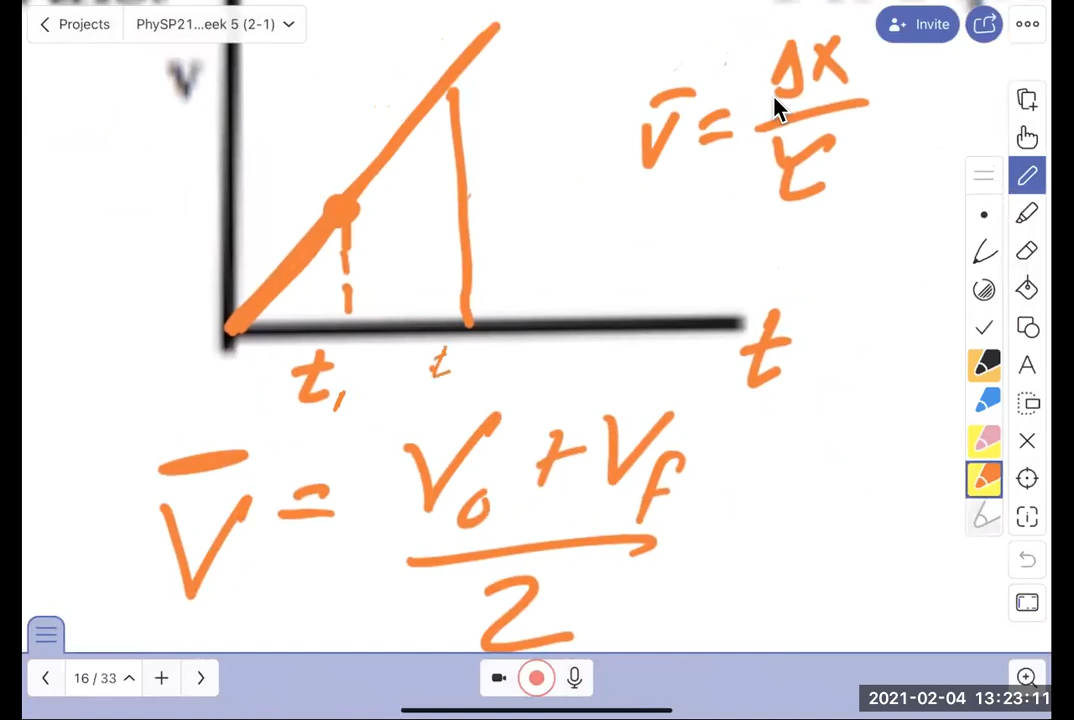 Projects
PhySP21...eek 5 (2-1)
Invite
v
v̄ = Δx / t
t₁
t
t
V̄ = (V₀ + V_f) / 2
A
16 / 33
2021-02-04 13:23:11